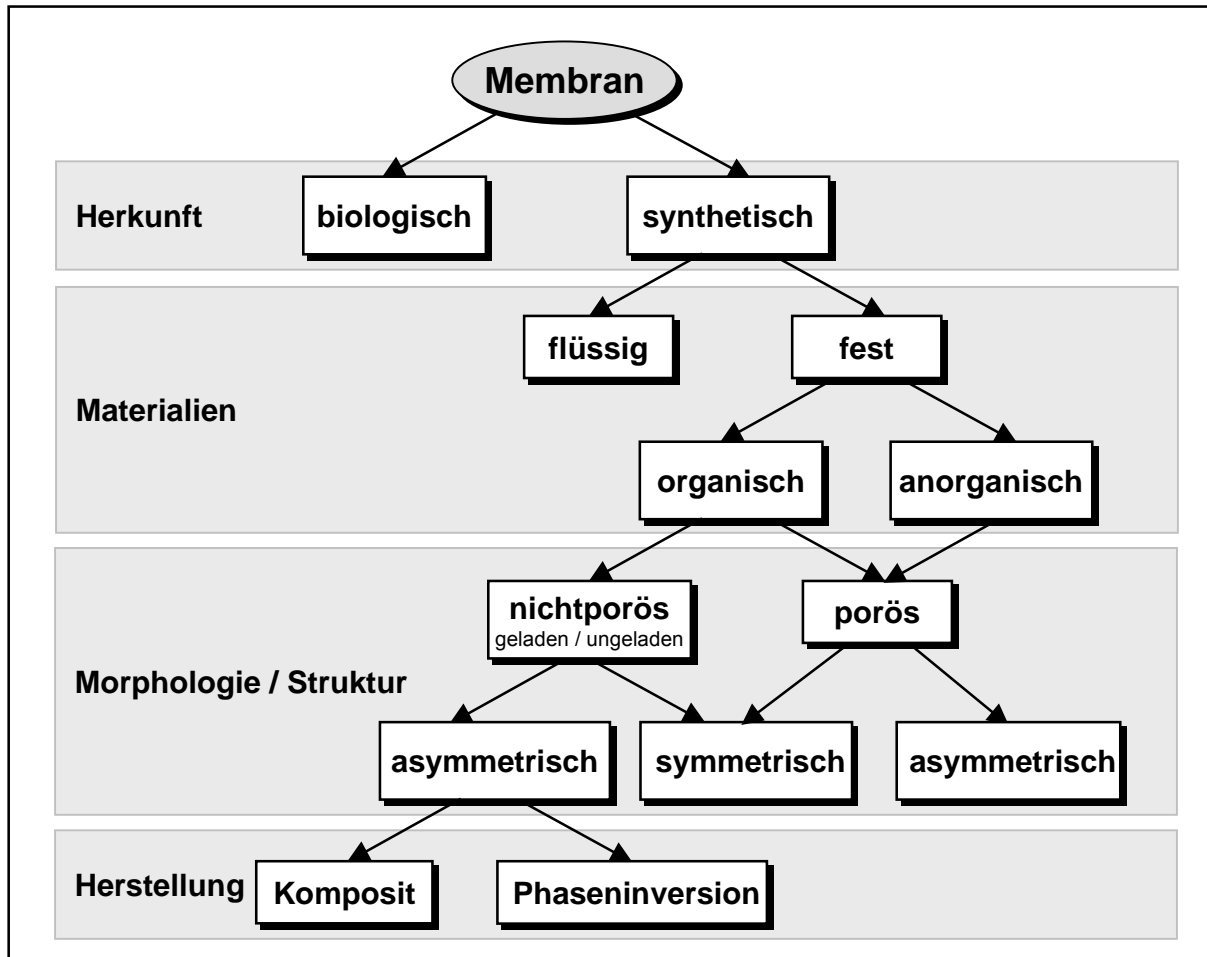 Membran
Herkunft
biologisch
synthetisch
flüssig
fest
Materialien
organisch
anorganisch
nichtporös
geladen / ungeladen
porös
Morphologie / Struktur
asymmetrisch
symmetrisch
asymmetrisch
Herstellung
Komposit
Phaseninversion